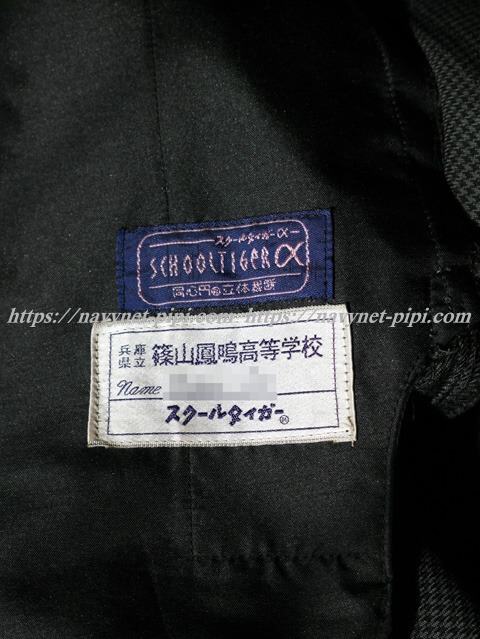 スクールタイガーα
SCHOOLTIGER α
同心円立体裁断
https://navynet-pipi.com/ https://navynet-pipi.com/
兵庫県立 篠山鳳鳴高等学校
Name
スクールタイガー®